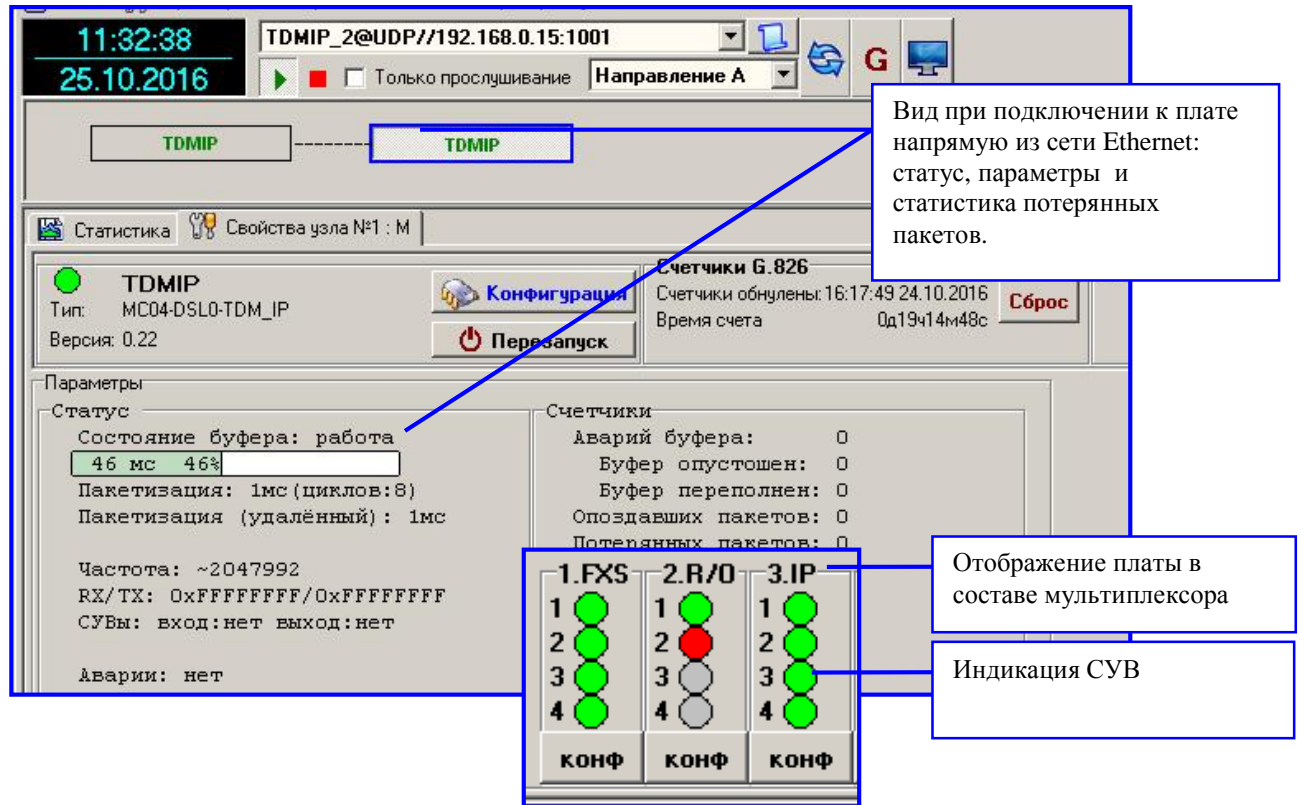 11:32:38
25.10.2016
TDMIP_2@UDP//192.168.0.15:1001
Только прослушивание
Направление A
G
TDMIP
TDMIP
Вид при подключении к плате
напрямую из сети Ethernet:
статус, параметры и
статистика потерянных
пакетов.
Статистика
Свойства узла №1 : M
TDMIP
Тип: MC04-DSL0-TDM_IP
Версия: 0.22
Конфигурация
Перезапуск
Счетчики G.826
Счетчики обнулены: 16:17:49 24.10.2016
Время счета 0д19ч14м48с
Сброс
Параметры
Статус
Состояние буфера: работа
46 мс 46%
Пакетизация: 1мс(циклов:8)
Пакетизация (удалённый): 1мс
Частота: ~2047992
RX/TX: 0xFFFFFFFF/0xFFFFFFFF
СУВы: вход:нет выход:нет
Аварии: нет
Счетчики
Аварий буфера: 0
Буфер опустошен: 0
Буфер переполнен: 0
Опоздавших пакетов: 0
Потерянных пакетов: 0
1.FXS 2.R/O 3.IP
1 1 1
2 2 2
3 3 3
4 4 4
конф конф конф
Отображение платы в
составе мультиплексора
Индикация СУВ